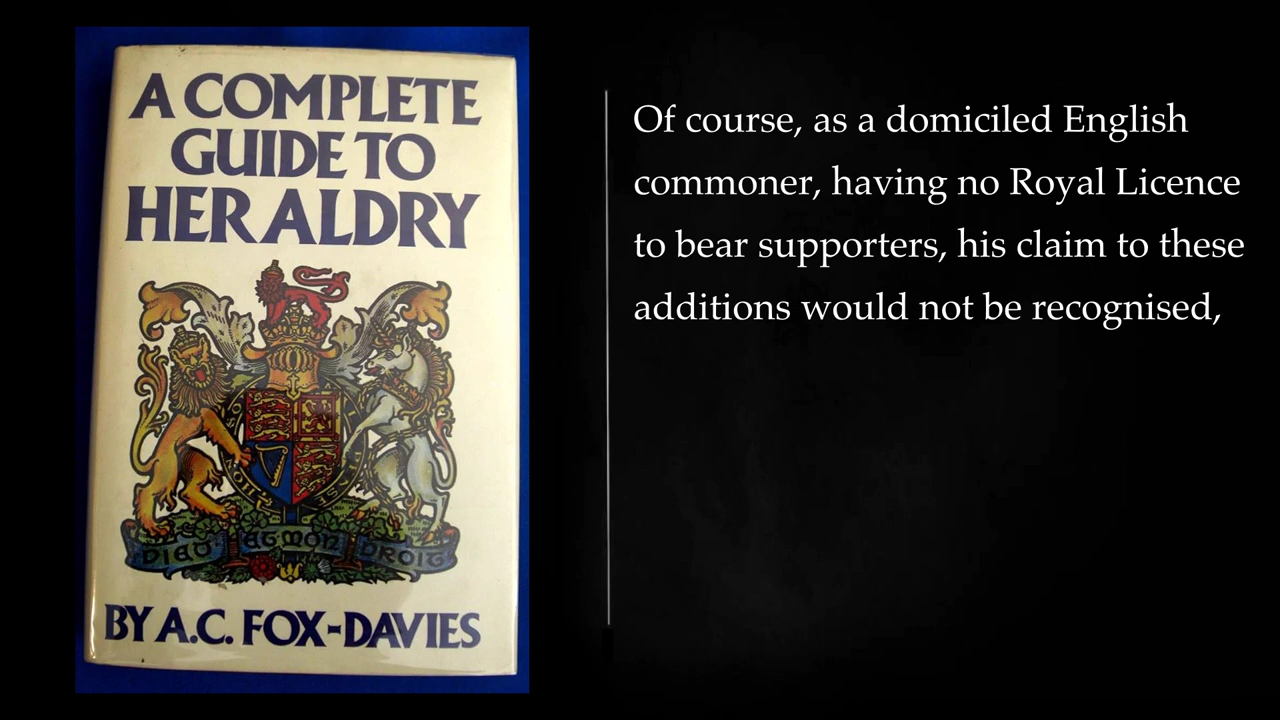 A COMPLETE
GUIDE TO
HERALDRY
DIEU ET MON DROIT
BY A.C. FOX-DAVIES
Of course, as a domiciled English
commoner, having no Royal Licence
to bear supporters, his claim to these
additions would not be recognised,